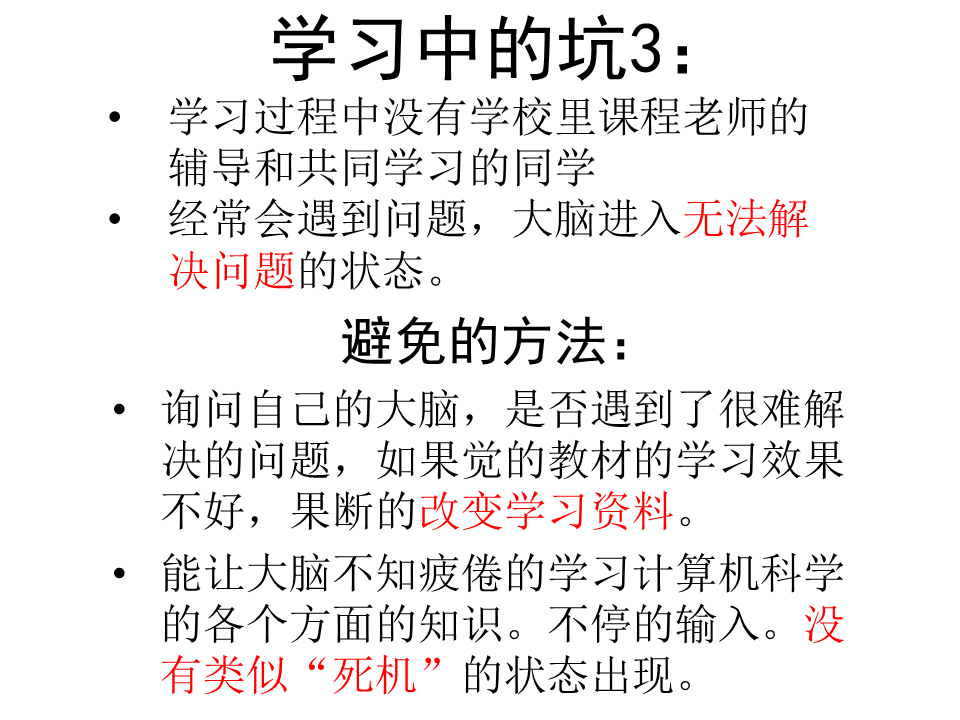 学习中的坑3：
• 学习过程中没有学校里课程老师的
辅导和共同学习的同学
• 经常会遇到问题，大脑进入无法解
决问题的状态。
避免的方法：
• 询问自己的大脑，是否遇到了很难解
决的问题，如果觉的教材的学习效果
不好，果断的改变学习资料。
• 能让大脑不知疲倦的学习计算机科学
的各个方面的知识。不停的输入。没
有类似“死机”的状态出现。